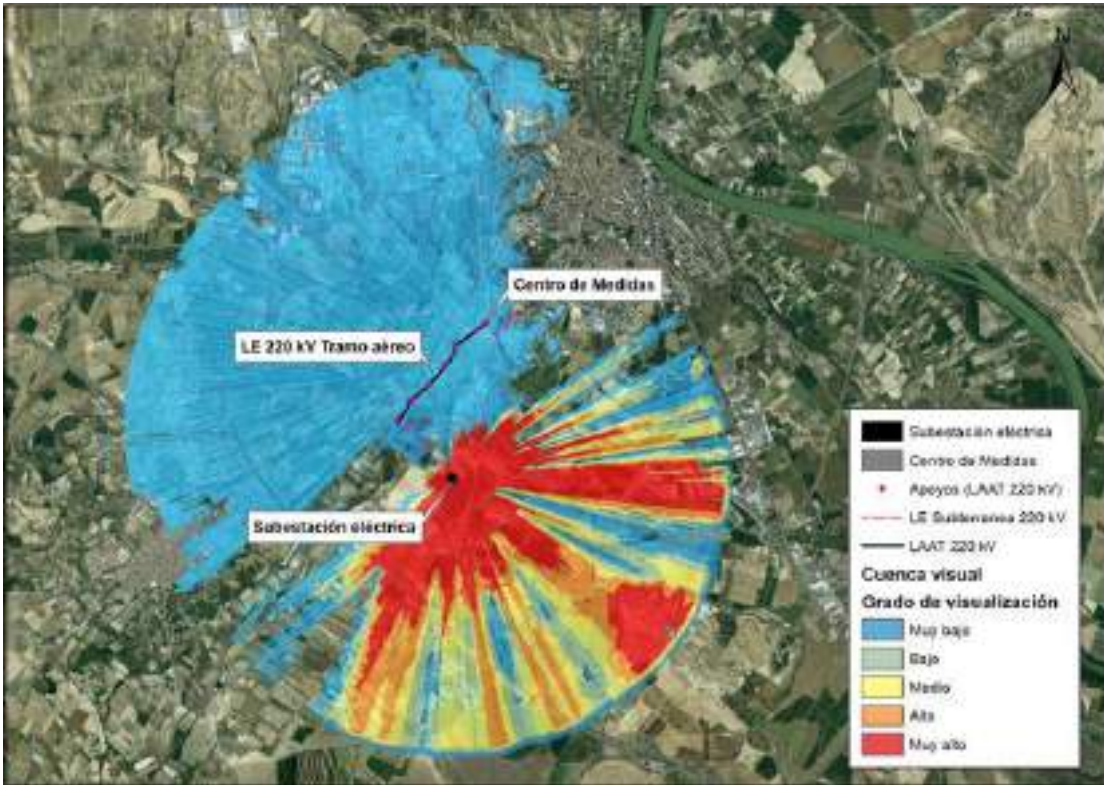 N
Centro de Medidas
LE 220 kV Tramo aéreo
Subestación eléctrica
Subestación eléctrica
Centro de Medidas
Apoyos (LAAT 220 kV)
LE Subterranea 220 kV
LAAT 220 kV
Cuenca visual
Grado de visualización
Muy bajo
Bajo
Medio
Alto
Muy alto